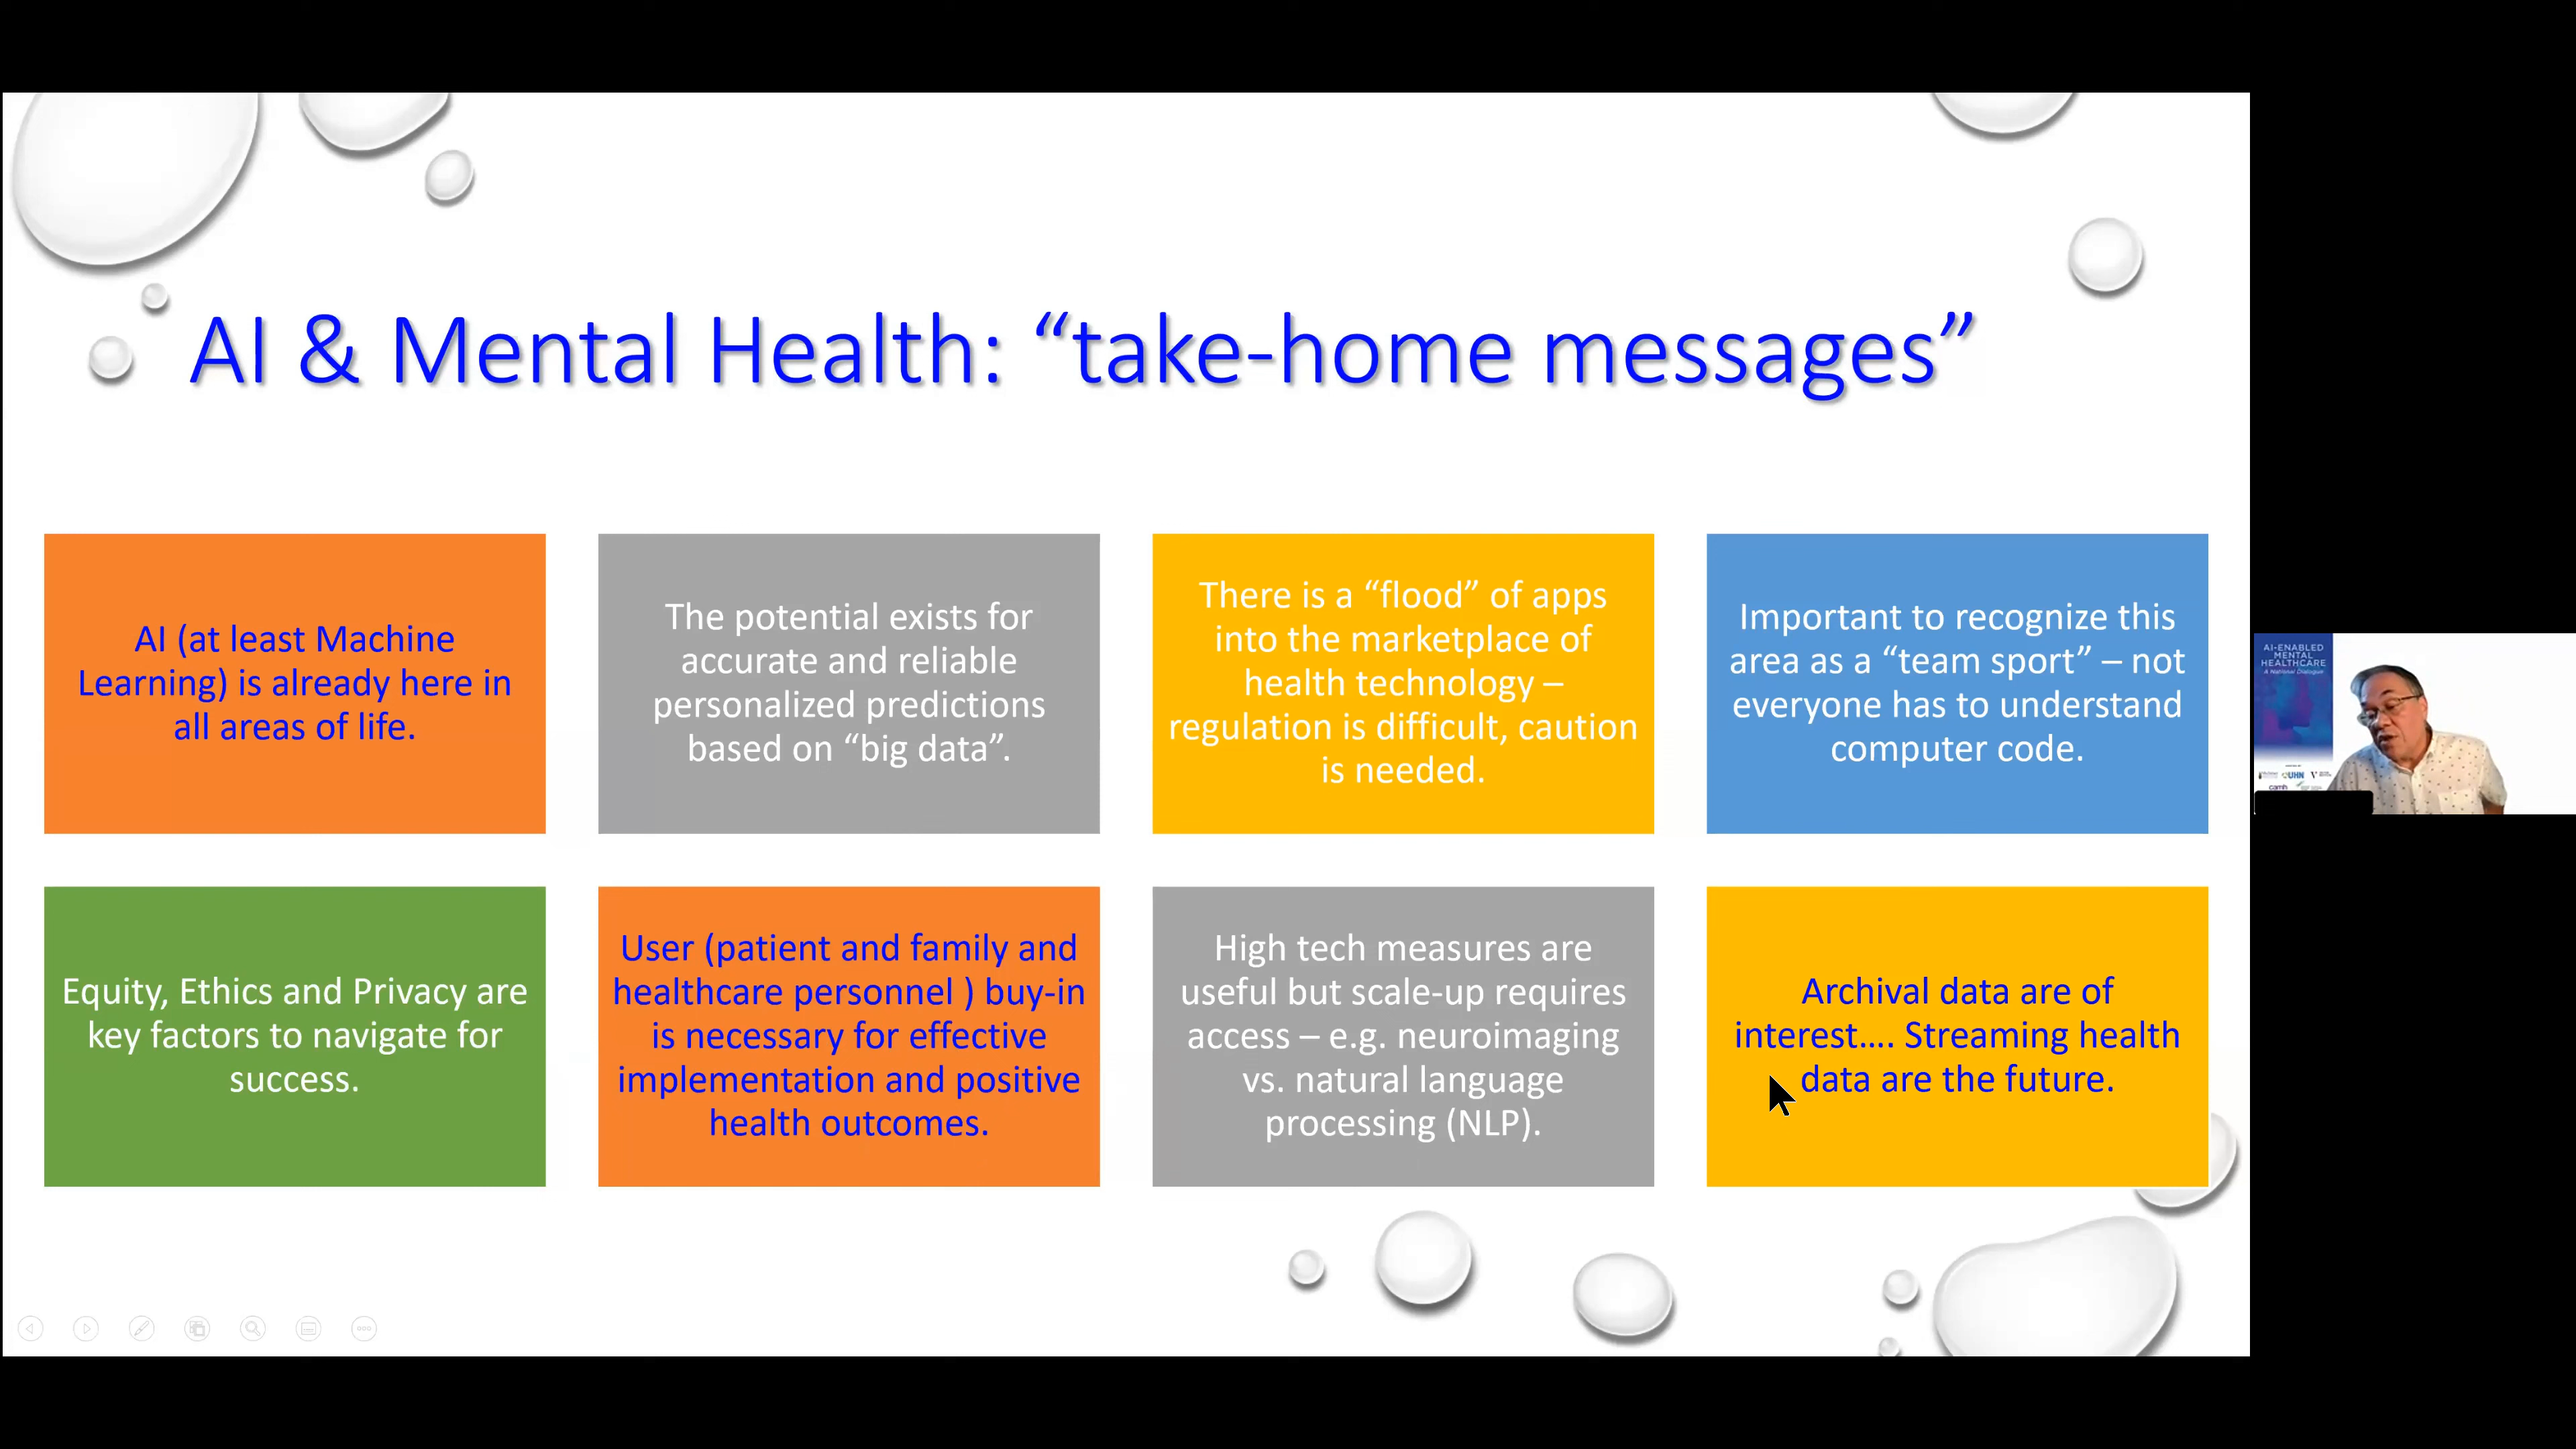 AI & Mental Health: “take-home messages”
AI (at least Machine
Learning) is already here in
all areas of life.
The potential exists for
accurate and reliable
personalized predictions
based on “big data”.
There is a “flood” of apps
into the marketplace of
health technology –
regulation is difficult, caution
is needed.
Important to recognize this
area as a “team sport” – not
everyone has to understand
computer code.
Equity, Ethics and Privacy are
key factors to navigate for
success.
User (patient and family and
healthcare personnel ) buy-in
is necessary for effective
implementation and positive
health outcomes.
High tech measures are
useful but scale-up requires
access – e.g. neuroimaging
vs. natural language
processing (NLP).
Archival data are of
interest…. Streaming health
data are the future.
AI-ENABLED
MENTAL
HEALTHCARE
A National Dialogue
UHN
camh